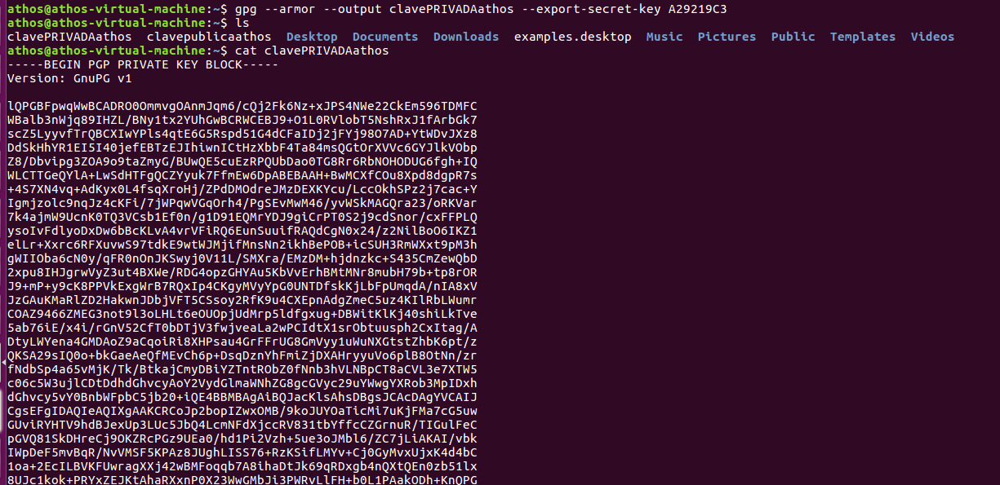 athos@athos-virtual-machine:~$ gpg --armor --output clavePRIVADAathos --export-secret-key A29219C3
athos@athos-virtual-machine:~$ ls
clavePRIVADAathos clavepublicaathos Desktop Documents Downloads examples.desktop Music Pictures Public Templates Videos
athos@athos-virtual-machine:~$ cat clavePRIVADAathos
-----BEGIN PGP PRIVATE KEY BLOCK-----
Version: GnuPG v1
lQPGBFpwqWwBCADRO0OmmvgOAnmJqm6/cQj2Fk6Nz+xJPS4NWe22CkEm596TDMFC
WBalb3nWjq89IHZL/BNy1tx2YUhGwBCRWCEBJ9+O1L0RVlobT5NshRxJ1fArbGk7
scZ5LyyvfTrQBCXIwYPls4qtE6G5Rspd51G4dCFaIDj2jFYj98O7AD+YtWDvJXz8
DdSkHhYR1EI5I40jefEBTzEJIhiwnICtHzXbbF4Ta84msQGtOrXVVc6GYJlkVObp
Z8/Dbvipg3ZOA9o9taZmyG/BUwQE5cuEzRPQUbDao0TG8Rr6RbNOHODUG6fgh+IQ
WLCTTGeQYlA+LwSdHTFgQCZYyuk7FfmEw6DpABEBAAH+BwMCXfCOu8Xpd8dgpR7s
+4S7XN4vq+AdKyx0L4fsqXroHj/ZPdDMOdreJMzDEXKYcu/LccOkhSPz2j7cac+Y
Igmjzolc9nqJz4cKFi/7jWPqwVGqOrh4/PgSEvMwM46/yvWSkMAGQra23/oRKVar
7k4ajmW9UcnK0TQ3VCsb1Ef0n/g1D91EQMrYDJ9giCrPT0S2j9cdSnor/cxFFPLQ
ysoIvFdlyoDxDw6bBcKLvA4vrVFiRQ6EunSuuifRAQdCgN0x24/z2NilBoO6IKZ1
elLr+Xxrc6RFXuvwS97tdkE9wtWJMjifMnsNn2ikhBePOB+icSUH3RmWXxt9pM3h
gWIIOba6cN0y/qFR0nOnJKSwyj0V11L/SMXra/EMzDM+hjdnzkc+S435CmZewQbD
2xpu8IHJgrwVyZ3ut4BXWe/RDG4opzGHYAu5KbVvErhBMtMNr8mubH79b+tp8rOR
J9+mP+y9cK8PPVkExgWrB7RQxIp4CKgyMVyYpG0UNTDfskKjLbFpUmqdA/nIA8xV
JzGAuKMaRlZD2HakwnJDbjVFT5CSsoy2RfK9u4CXEpnAdgZmeC5uz4KIlRbLWumr
COAZ9466ZMEG3not9l3oLHLt6eOUOpjUdMrp5ldfgxug+DBWitKlKj40shiLkTve
5ab76iE/x4i/rGnV52CfT0bDTjV3fwjveaLa2wPCIdtX1srObtuusph2CxItag/A
DtyLWYena4GMDAoZ9aCqoiRi8XHPsau4GrFFrUG8GmVyy1uWuNXGtstZhbK6pt/z
QKSA29sIQ0o+bkGaeAeQfMEvCh6p+DsqDznYhFmiZjDXAHryyuVo6plB8OtNn/zr
fNdbSp4a65vMjK/Tk/BtkajCmyDBiYZTntRObZ0fNnb3hVLNBpCT8aCVL3e7XTW5
c06c5W3ujlCDtDdhdGhvcyAoY2VydGlmaWNhZG8gcGVyc29uYWwgYXRob3MpIDxh
dGhvcy5vY0BnbWFpbC5jb20+iQE4BBMBAgAiBQJacKlsAhsDBgsJCAcDAgYVCAIJ
CgsEFgIDAQIeAQIXgAAKCRCoJp2bopIZwxOMB/9koJUYOaTicMi7uKjFMa7cG5uw
GUviRYHTV9hdBJexUp3LUc5JbQ4LcmNFdXjccRV831tbYffcCZGrnuR/TIGulFeC
pGVQ81SkDHreCj9OKZRcPGz9UEa0/hd1Pi2Vzh+5ue3oJMbl6/ZC7jLiAKAI/vbk
IWpDeF5mvBqR/NvVMSF5KPAz8JUghLISS76+RzKSifLMYv+Cj0GyMvxUjxK4d4bC
1oa+2EcILBVKFUwragXXj42wBMFoqqb7A8ihaDtJk69qRDxgb4nQXtQEn0zb51lx
8UJc1kok+PRYxZEJKtAhaRXxnP0X23WwGMbJi3PWRvLlFH+b0L1PAakODh+KnQPG